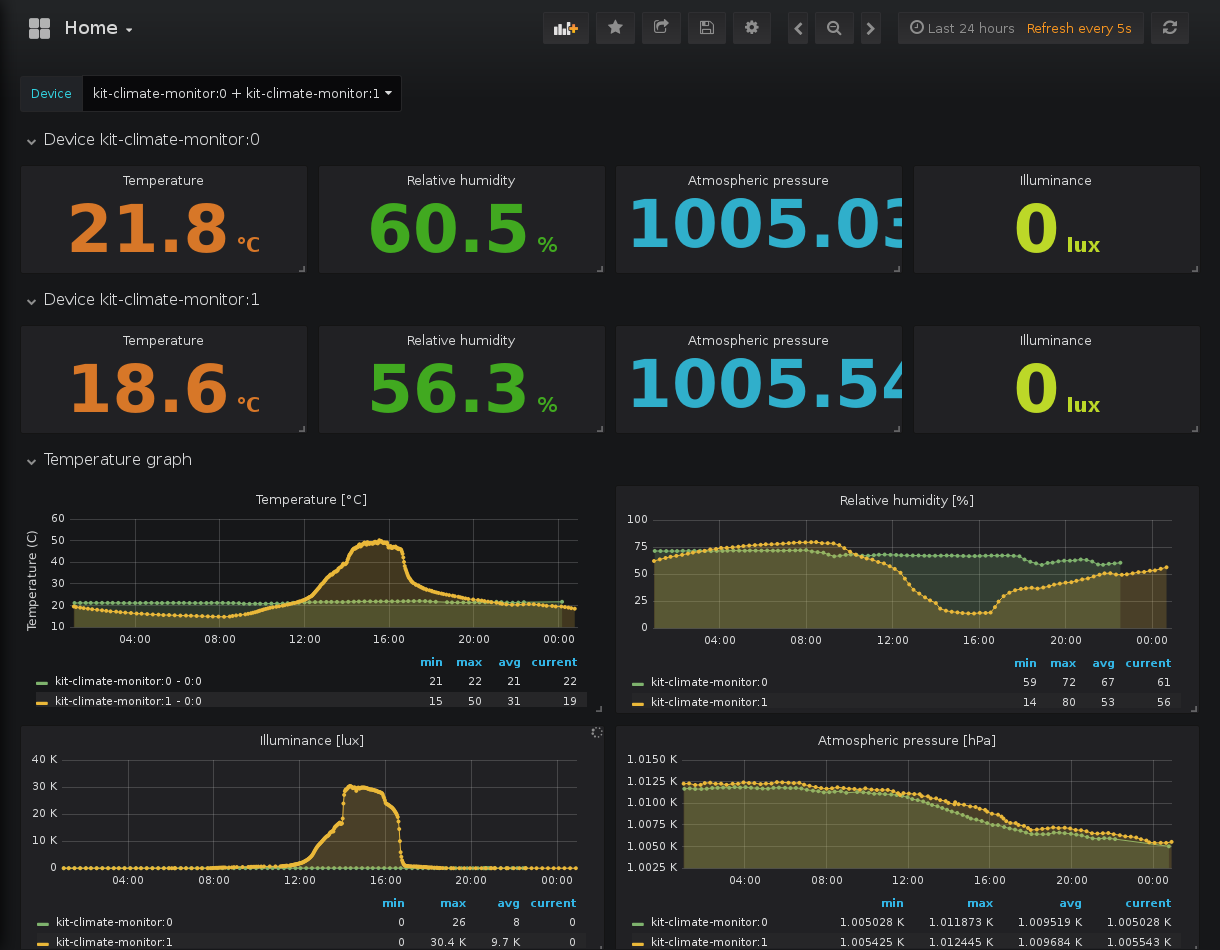 Home
Last 24 hours Refresh every 5s
Device kit-climate-monitor:0 + kit-climate-monitor:1
Device kit-climate-monitor:0
Temperature Relative humidity Atmospheric pressure Illuminance
21.8 °C 60.5 % 1005.03 0 lux
Device kit-climate-monitor:1
Temperature Relative humidity Atmospheric pressure Illuminance
18.6 °C 56.3 % 1005.54 0 lux
Temperature graph
Temperature [°C]
Temperature (C)
60
50
40
30
20
10
04:00 08:00 12:00 16:00 20:00 00:00
min max avg current
kit-climate-monitor:0 - 0:0 21 22 21 22
kit-climate-monitor:1 - 0:0 15 50 31 19
Relative humidity [%]
100
75
50
25
0
04:00 08:00 12:00 16:00 20:00 00:00
min max avg current
kit-climate-monitor:0 59 72 67 61
kit-climate-monitor:1 14 80 53 56
Illuminance [lux]
40 K
30 K
20 K
10 K
0
04:00 08:00 12:00 16:00 20:00 00:00
min max avg current
kit-climate-monitor:0 0 26 8 0
kit-climate-monitor:1 0 30.4 K 9.7 K 0
Atmospheric pressure [hPa]
1.0150 K
1.0125 K
1.0100 K
1.0075 K
1.0050 K
1.0025 K
04:00 08:00 12:00 16:00 20:00 00:00
min max avg current
kit-climate-monitor:0 1.005028 K 1.011873 K 1.009519 K 1.005028 K
kit-climate-monitor:1 1.005425 K 1.012445 K 1.009684 K 1.005543 K